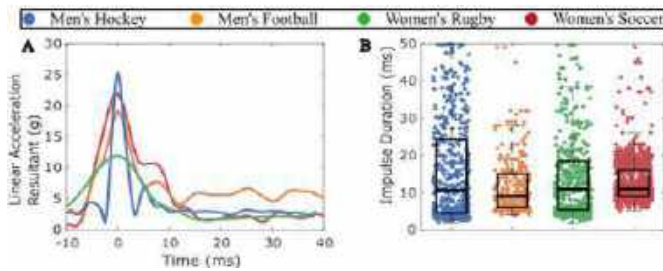 Men's Hockey Men's Football Women's Rugby Women's Soccer
A
Linear Acceleration
Resultant (g)
30
25
20
15
10
5
0
-10 0 10 20 30 40
Time (ms)
B
Impulse Duration (ms)
50
40
30
20
10
0